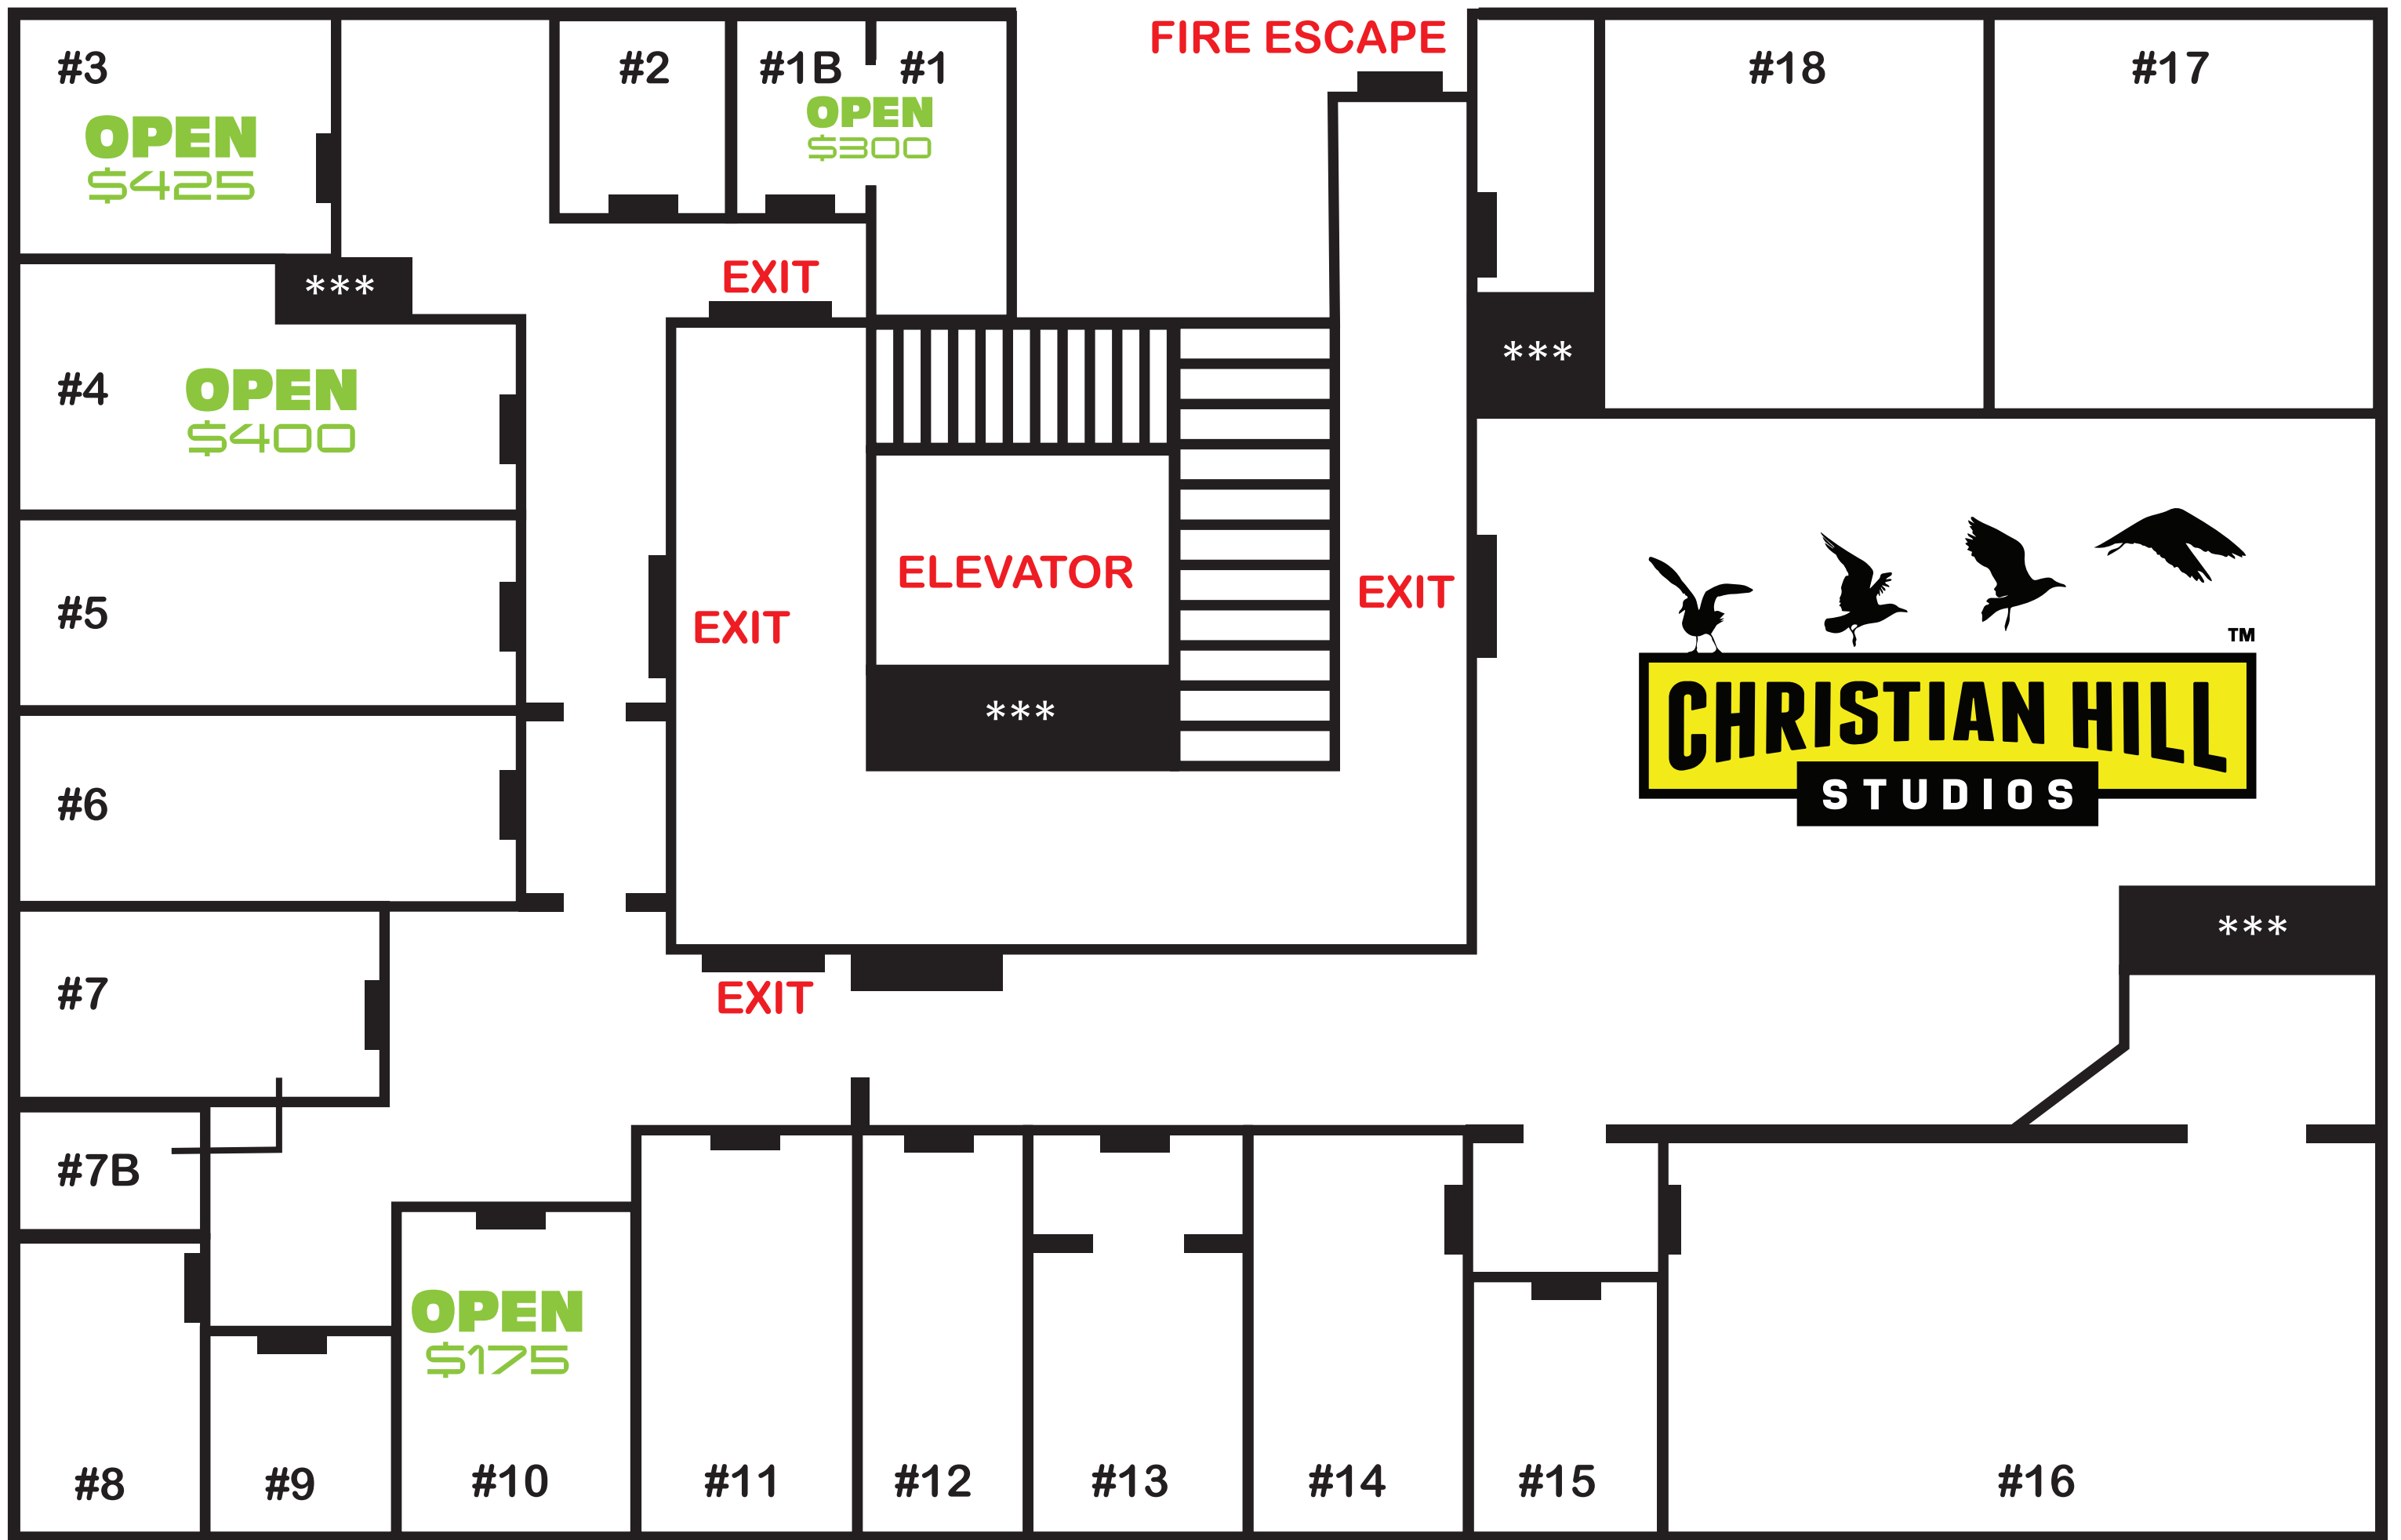 #3
OPEN
$425
#2
#1B
#1
OPEN
$300
FIRE ESCAPE
#18
#17
***
EXIT
***
#4
OPEN
$400
#5
EXIT
ELEVATOR
EXIT
***
TM
CHRISTIAN HILL
STUDIOS
#6
#7
EXIT
***
#7B
OPEN
$175
#8
#9
#10
#11
#12
#13
#14
#15
#16